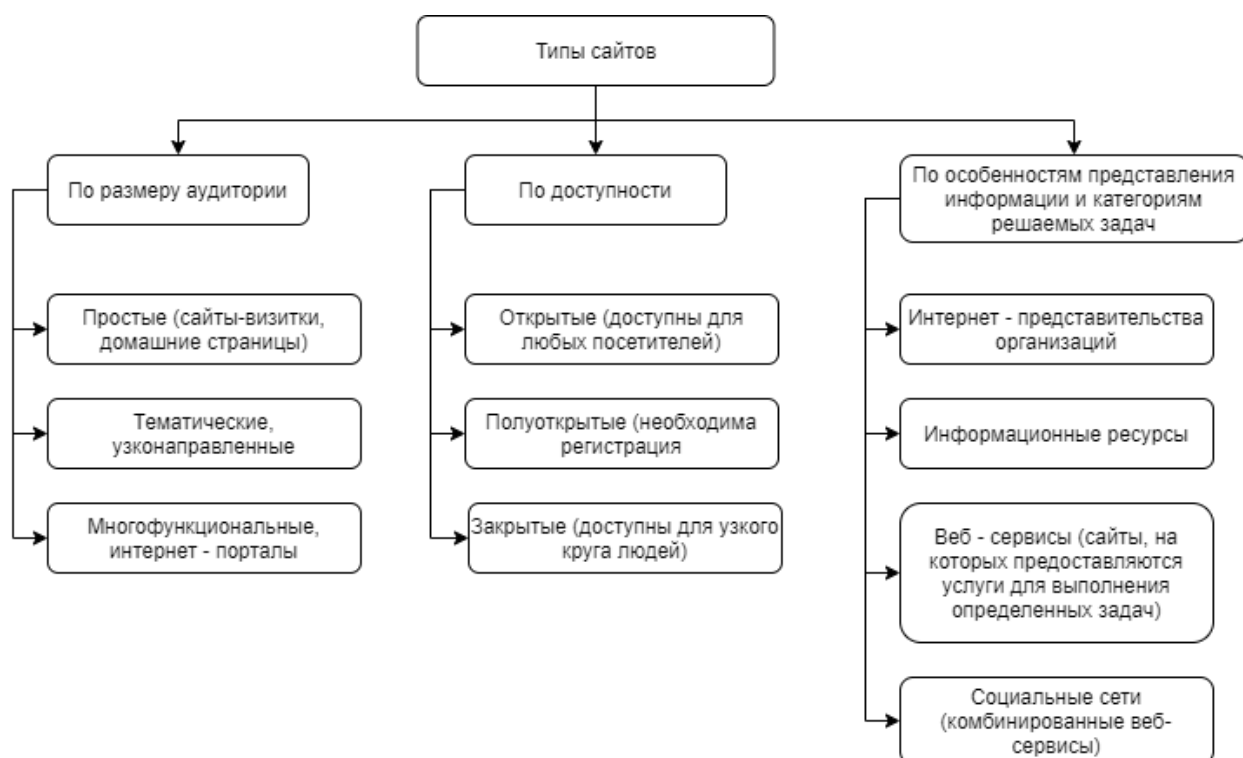 Типы сайтов
По размеру аудитории
Простые (сайты-визитки,
домашние страницы)
Тематические,
узконаправленные
Многофункциональные,
интернет - порталы
По доступности
Открытые (доступны для
любых посетителей)
Полуоткрытые (необходима
регистрация
Закрытые (доступны для узкого
круга людей)
По особенностям представления
информации и категориям
решаемых задач
Интернет - представительства
организаций
Информационные ресурсы
Веб - сервисы (сайты, на
которых предоставляются
услуги для выполнения
определенных задач)
Социальные сети
(комбинированные веб-
сервисы)